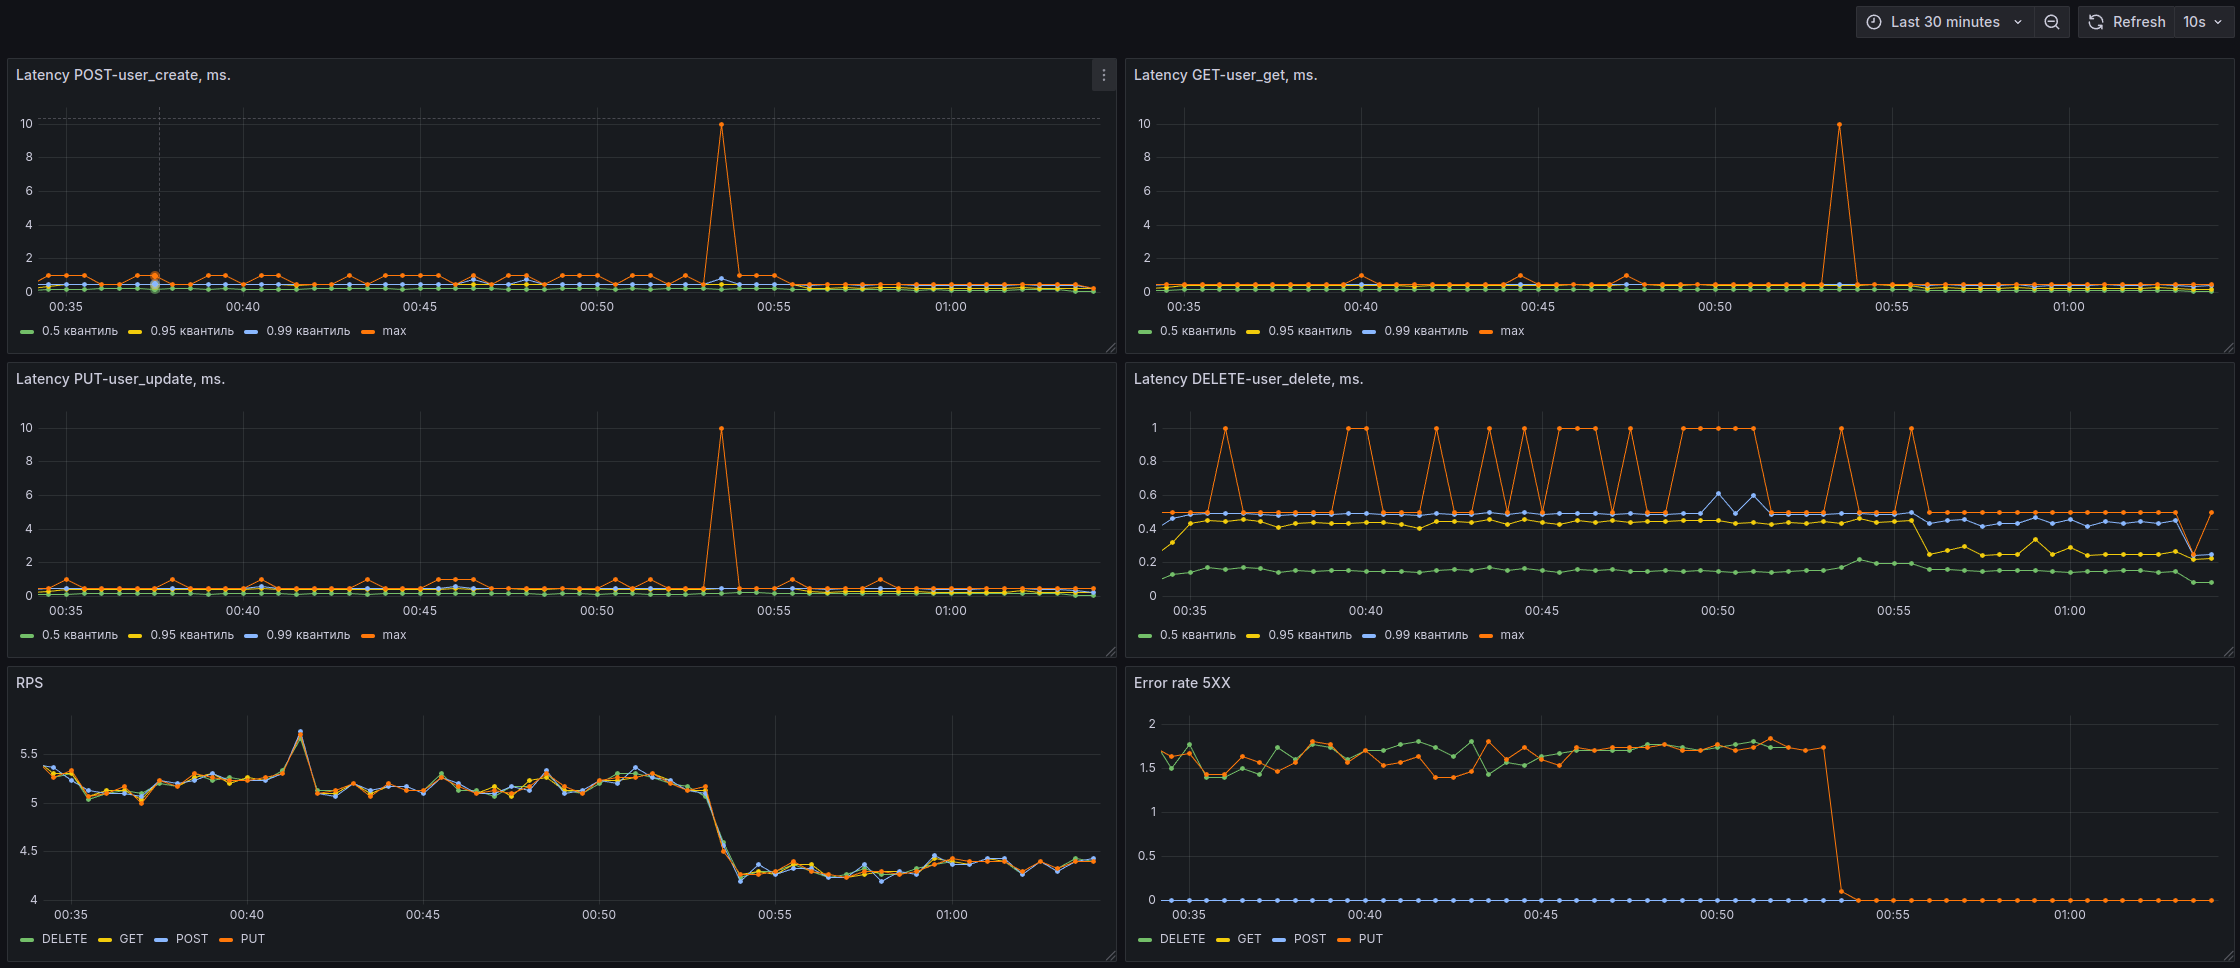 Last 30 minutes Refresh 10s
Latency POST-user_create, ms.
10
8
6
4
2
0
00:35 00:40 00:45 00:50 00:55 01:00
0.5 квантиль 0.95 квантиль 0.99 квантиль max
Latency GET-user_get, ms.
10
8
6
4
2
0
00:35 00:40 00:45 00:50 00:55 01:00
0.5 квантиль 0.95 квантиль 0.99 квантиль max
Latency PUT-user_update, ms.
10
8
6
4
2
0
00:35 00:40 00:45 00:50 00:55 01:00
0.5 квантиль 0.95 квантиль 0.99 квантиль max
Latency DELETE-user_delete, ms.
1
0.8
0.6
0.4
0.2
0
00:35 00:40 00:45 00:50 00:55 01:00
0.5 квантиль 0.95 квантиль 0.99 квантиль max
RPS
5.5
5
4.5
4
00:35 00:40 00:45 00:50 00:55 01:00
DELETE GET POST PUT
Error rate 5XX
2
1.5
1
0.5
0
00:35 00:40 00:45 00:50 00:55 01:00
DELETE GET POST PUT